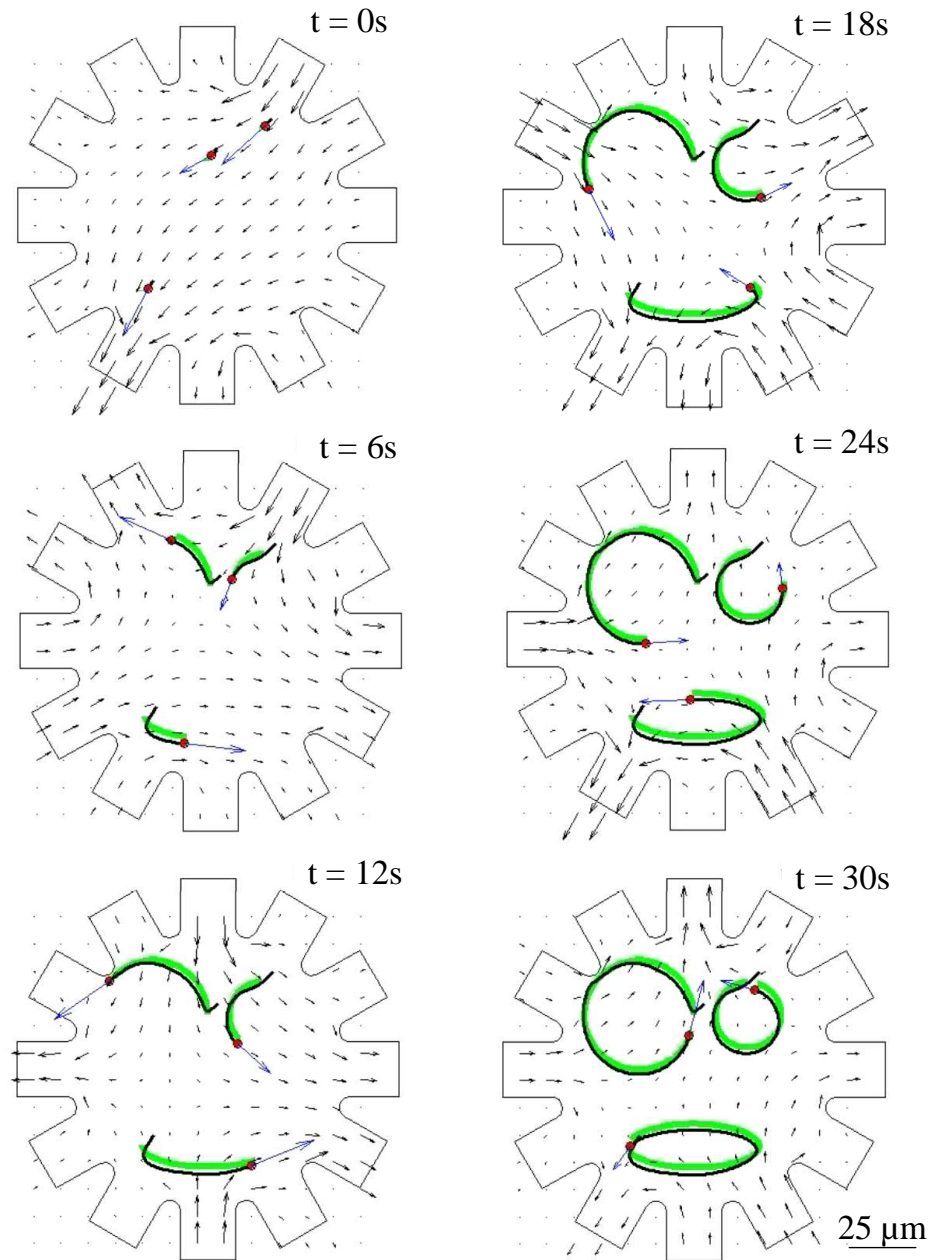 t = 0s
t = 18s
t = 6s
t = 24s
t = 12s
t = 30s
25 µm